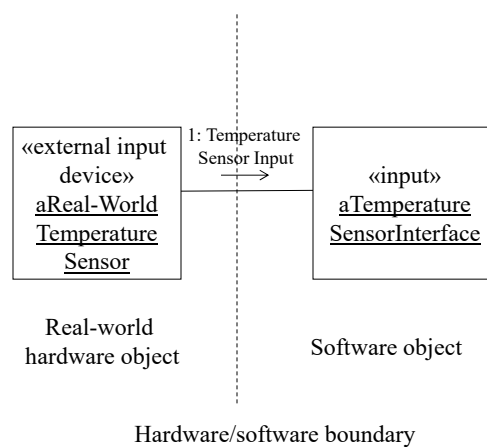 «external input
device»
aReal-World
Temperature
Sensor
1: Temperature
Sensor Input
«input»
aTemperature
SensorInterface
Real-world
hardware object
Software object
Hardware/software boundary